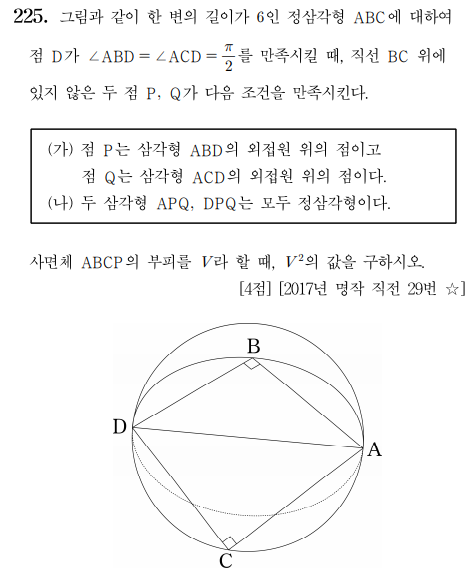 225. 그림과 같이 한 변의 길이가 6인 정삼각형 ABC에 대하여
점 D가 ∠ABD=∠ACD=π/2를 만족시킬 때, 직선 BC 위에
있지 않은 두 점 P, Q가 다음 조건을 만족시킨다.
(가) 점 P는 삼각형 ABD의 외접원 위의 점이고
점 Q는 삼각형 ACD의 외접원 위의 점이다.
(나) 두 삼각형 APQ, DPQ는 모두 정삼각형이다.
사면체 ABCP의 부피를 V라 할 때, V²의 값을 구하시오.
[4점] [2017년 명작 직전 29번 ☆]
B
D
A
C